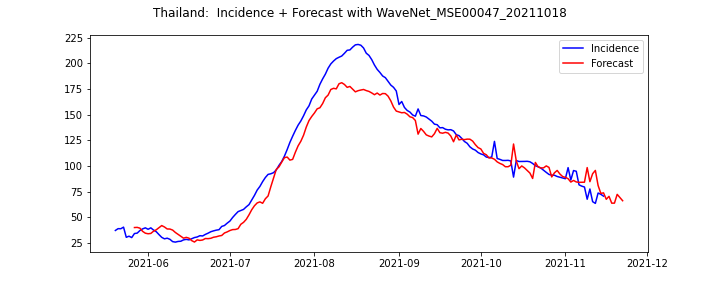 Thailand:  Incidence + Forecast with WaveNet_MSE00047_20211018
225
200
175
150
125
100
75
50
25
Incidence
Forecast
2021-06 2021-07 2021-08 2021-09 2021-10 2021-11 2021-12